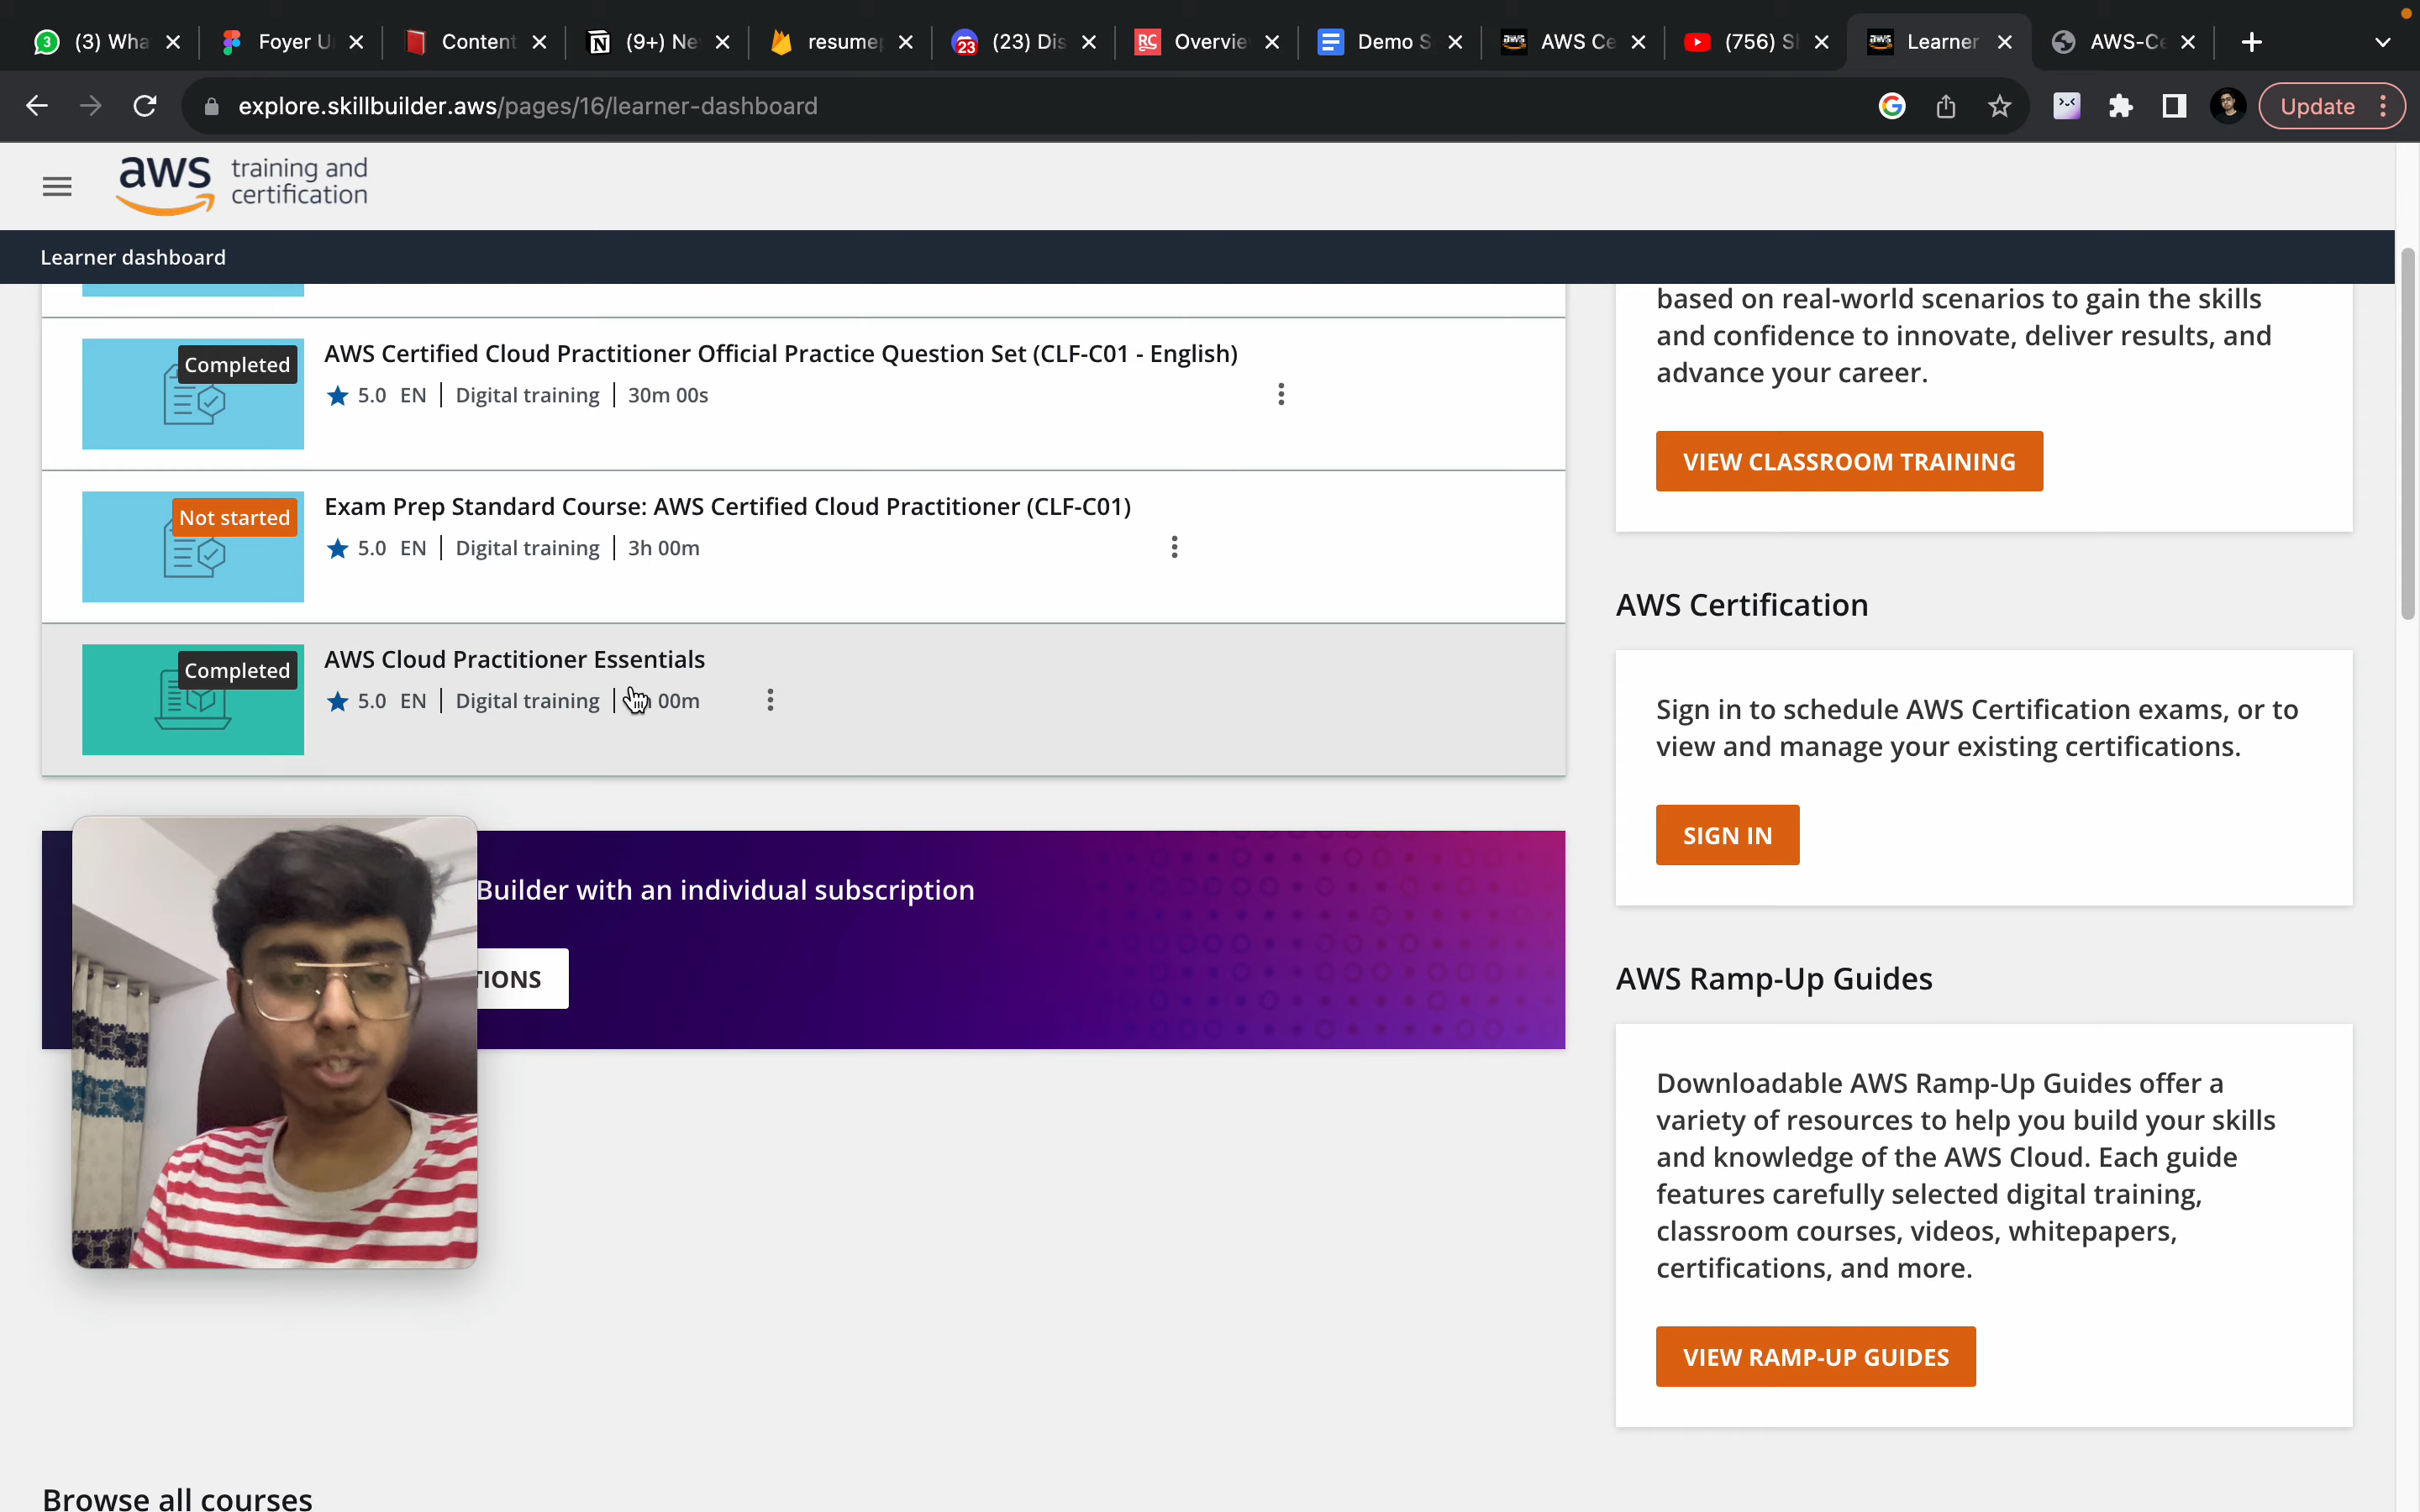 3 (3) Wha
Foyer U
Content
(9+) Ne
resume
23 (23) Dis
RC Overvie
Demo S
aws AWS Ce
(756) S
aws Learner
AWS-Ce
explore.skillbuilder.aws/pages/16/learner-dashboard
Update
aws training and
certification
Learner dashboard
Completed
AWS Certified Cloud Practitioner Official Practice Question Set (CLF-C01 - English)
5.0 EN | Digital training | 30m 00s
Not started
Exam Prep Standard Course: AWS Certified Cloud Practitioner (CLF-C01)
5.0 EN | Digital training | 3h 00m
Completed
AWS Cloud Practitioner Essentials
5.0 EN | Digital training | 00m
Builder with an individual subscription
TIONS
Browse all courses
based on real-world scenarios to gain the skills
and confidence to innovate, deliver results, and
advance your career.
VIEW CLASSROOM TRAINING
AWS Certification
Sign in to schedule AWS Certification exams, or to
view and manage your existing certifications.
SIGN IN
AWS Ramp-Up Guides
Downloadable AWS Ramp-Up Guides offer a
variety of resources to help you build your skills
and knowledge of the AWS Cloud. Each guide
features carefully selected digital training,
classroom courses, videos, whitepapers,
certifications, and more.
VIEW RAMP-UP GUIDES